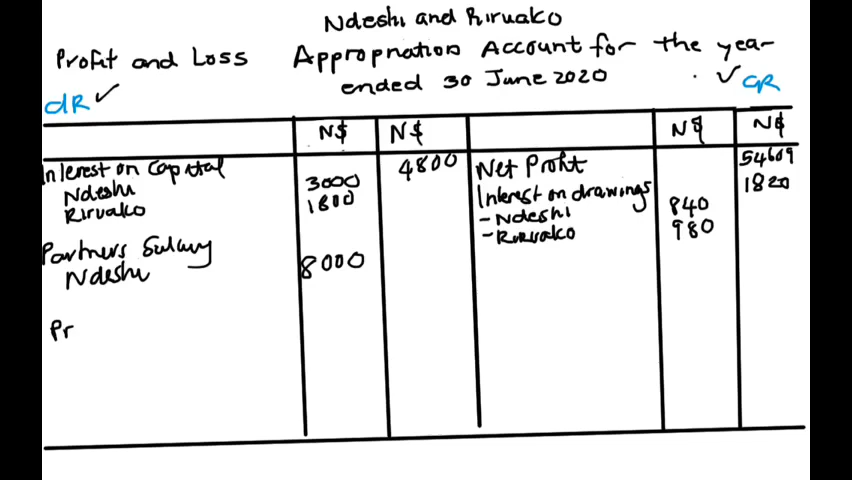 Ndeshi and Riruako
Profit and Loss Appropriation Account for the year
ended 30 June 2020
dR ✓ ✓ CR
N$ N$ N$ N$
Interest on Capital 4800 Net Profit 54609
Ndeshi 3000 Interest on drawings 1820
Riruako 1800 - Ndeshi 840
- Riruako 980
Partners Salary
Ndeshi 8000
Pr